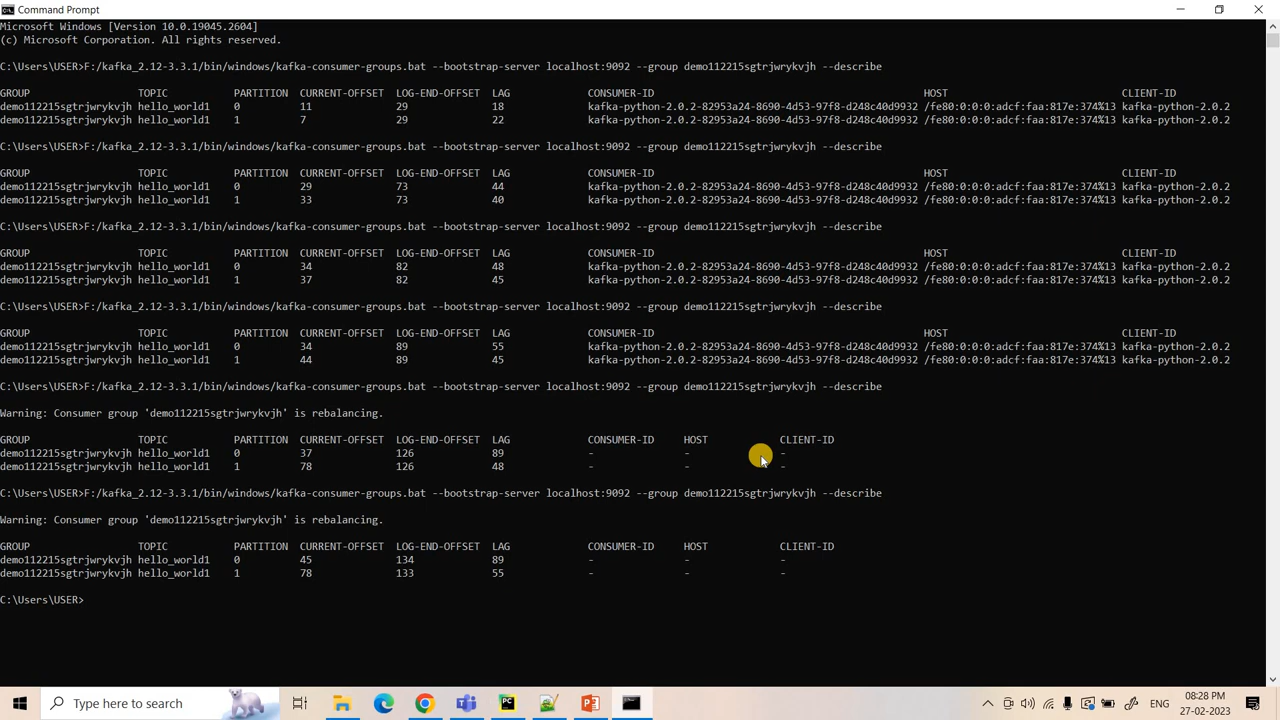 Command Prompt
Microsoft Windows [Version 10.0.19045.2604]
(c) Microsoft Corporation. All rights reserved.
C:\Users\USER>F:/kafka_2.12-3.3.1/bin/windows/kafka-consumer-groups.bat --bootstrap-server localhost:9092 --group demo112215sgtrjwrykvjh --describe
GROUP TOPIC PARTITION CURRENT-OFFSET LOG-END-OFFSET LAG CONSUMER-ID HOST CLIENT-ID
demo112215sgtrjwrykvjh hello_world1 0 11 29 18 kafka-python-2.0.2-82953a24-8690-4d53-97f8-d248c40d9932 /fe80:0:0:0:adcf:faa:817e:374%13 kafka-python-2.0.2
demo112215sgtrjwrykvjh hello_world1 1 7 29 22 kafka-python-2.0.2-82953a24-8690-4d53-97f8-d248c40d9932 /fe80:0:0:0:adcf:faa:817e:374%13 kafka-python-2.0.2
C:\Users\USER>F:/kafka_2.12-3.3.1/bin/windows/kafka-consumer-groups.bat --bootstrap-server localhost:9092 --group demo112215sgtrjwrykvjh --describe
GROUP TOPIC PARTITION CURRENT-OFFSET LOG-END-OFFSET LAG CONSUMER-ID HOST CLIENT-ID
demo112215sgtrjwrykvjh hello_world1 0 29 73 44 kafka-python-2.0.2-82953a24-8690-4d53-97f8-d248c40d9932 /fe80:0:0:0:adcf:faa:817e:374%13 kafka-python-2.0.2
demo112215sgtrjwrykvjh hello_world1 1 33 73 40 kafka-python-2.0.2-82953a24-8690-4d53-97f8-d248c40d9932 /fe80:0:0:0:adcf:faa:817e:374%13 kafka-python-2.0.2
C:\Users\USER>F:/kafka_2.12-3.3.1/bin/windows/kafka-consumer-groups.bat --bootstrap-server localhost:9092 --group demo112215sgtrjwrykvjh --describe
GROUP TOPIC PARTITION CURRENT-OFFSET LOG-END-OFFSET LAG CONSUMER-ID HOST CLIENT-ID
demo112215sgtrjwrykvjh hello_world1 0 34 82 48 kafka-python-2.0.2-82953a24-8690-4d53-97f8-d248c40d9932 /fe80:0:0:0:adcf:faa:817e:374%13 kafka-python-2.0.2
demo112215sgtrjwrykvjh hello_world1 1 37 82 45 kafka-python-2.0.2-82953a24-8690-4d53-97f8-d248c40d9932 /fe80:0:0:0:adcf:faa:817e:374%13 kafka-python-2.0.2
C:\Users\USER>F:/kafka_2.12-3.3.1/bin/windows/kafka-consumer-groups.bat --bootstrap-server localhost:9092 --group demo112215sgtrjwrykvjh --describe
GROUP TOPIC PARTITION CURRENT-OFFSET LOG-END-OFFSET LAG CONSUMER-ID HOST CLIENT-ID
demo112215sgtrjwrykvjh hello_world1 0 34 89 55 kafka-python-2.0.2-82953a24-8690-4d53-97f8-d248c40d9932 /fe80:0:0:0:adcf:faa:817e:374%13 kafka-python-2.0.2
demo112215sgtrjwrykvjh hello_world1 1 44 89 45 kafka-python-2.0.2-82953a24-8690-4d53-97f8-d248c40d9932 /fe80:0:0:0:adcf:faa:817e:374%13 kafka-python-2.0.2
C:\Users\USER>F:/kafka_2.12-3.3.1/bin/windows/kafka-consumer-groups.bat --bootstrap-server localhost:9092 --group demo112215sgtrjwrykvjh --describe
Warning: Consumer group 'demo112215sgtrjwrykvjh' is rebalancing.
GROUP TOPIC PARTITION CURRENT-OFFSET LOG-END-OFFSET LAG CONSUMER-ID HOST CLIENT-ID
demo112215sgtrjwrykvjh hello_world1 0 37 126 89 - - -
demo112215sgtrjwrykvjh hello_world1 1 78 126 48 - - -
C:\Users\USER>F:/kafka_2.12-3.3.1/bin/windows/kafka-consumer-groups.bat --bootstrap-server localhost:9092 --group demo112215sgtrjwrykvjh --describe
Warning: Consumer group 'demo112215sgtrjwrykvjh' is rebalancing.
GROUP TOPIC PARTITION CURRENT-OFFSET LOG-END-OFFSET LAG CONSUMER-ID HOST CLIENT-ID
demo112215sgtrjwrykvjh hello_world1 0 45 134 89 - - -
demo112215sgtrjwrykvjh hello_world1 1 78 133 55 - - -
C:\Users\USER>
Type here to search
ENG
08:28 PM
27-02-2023